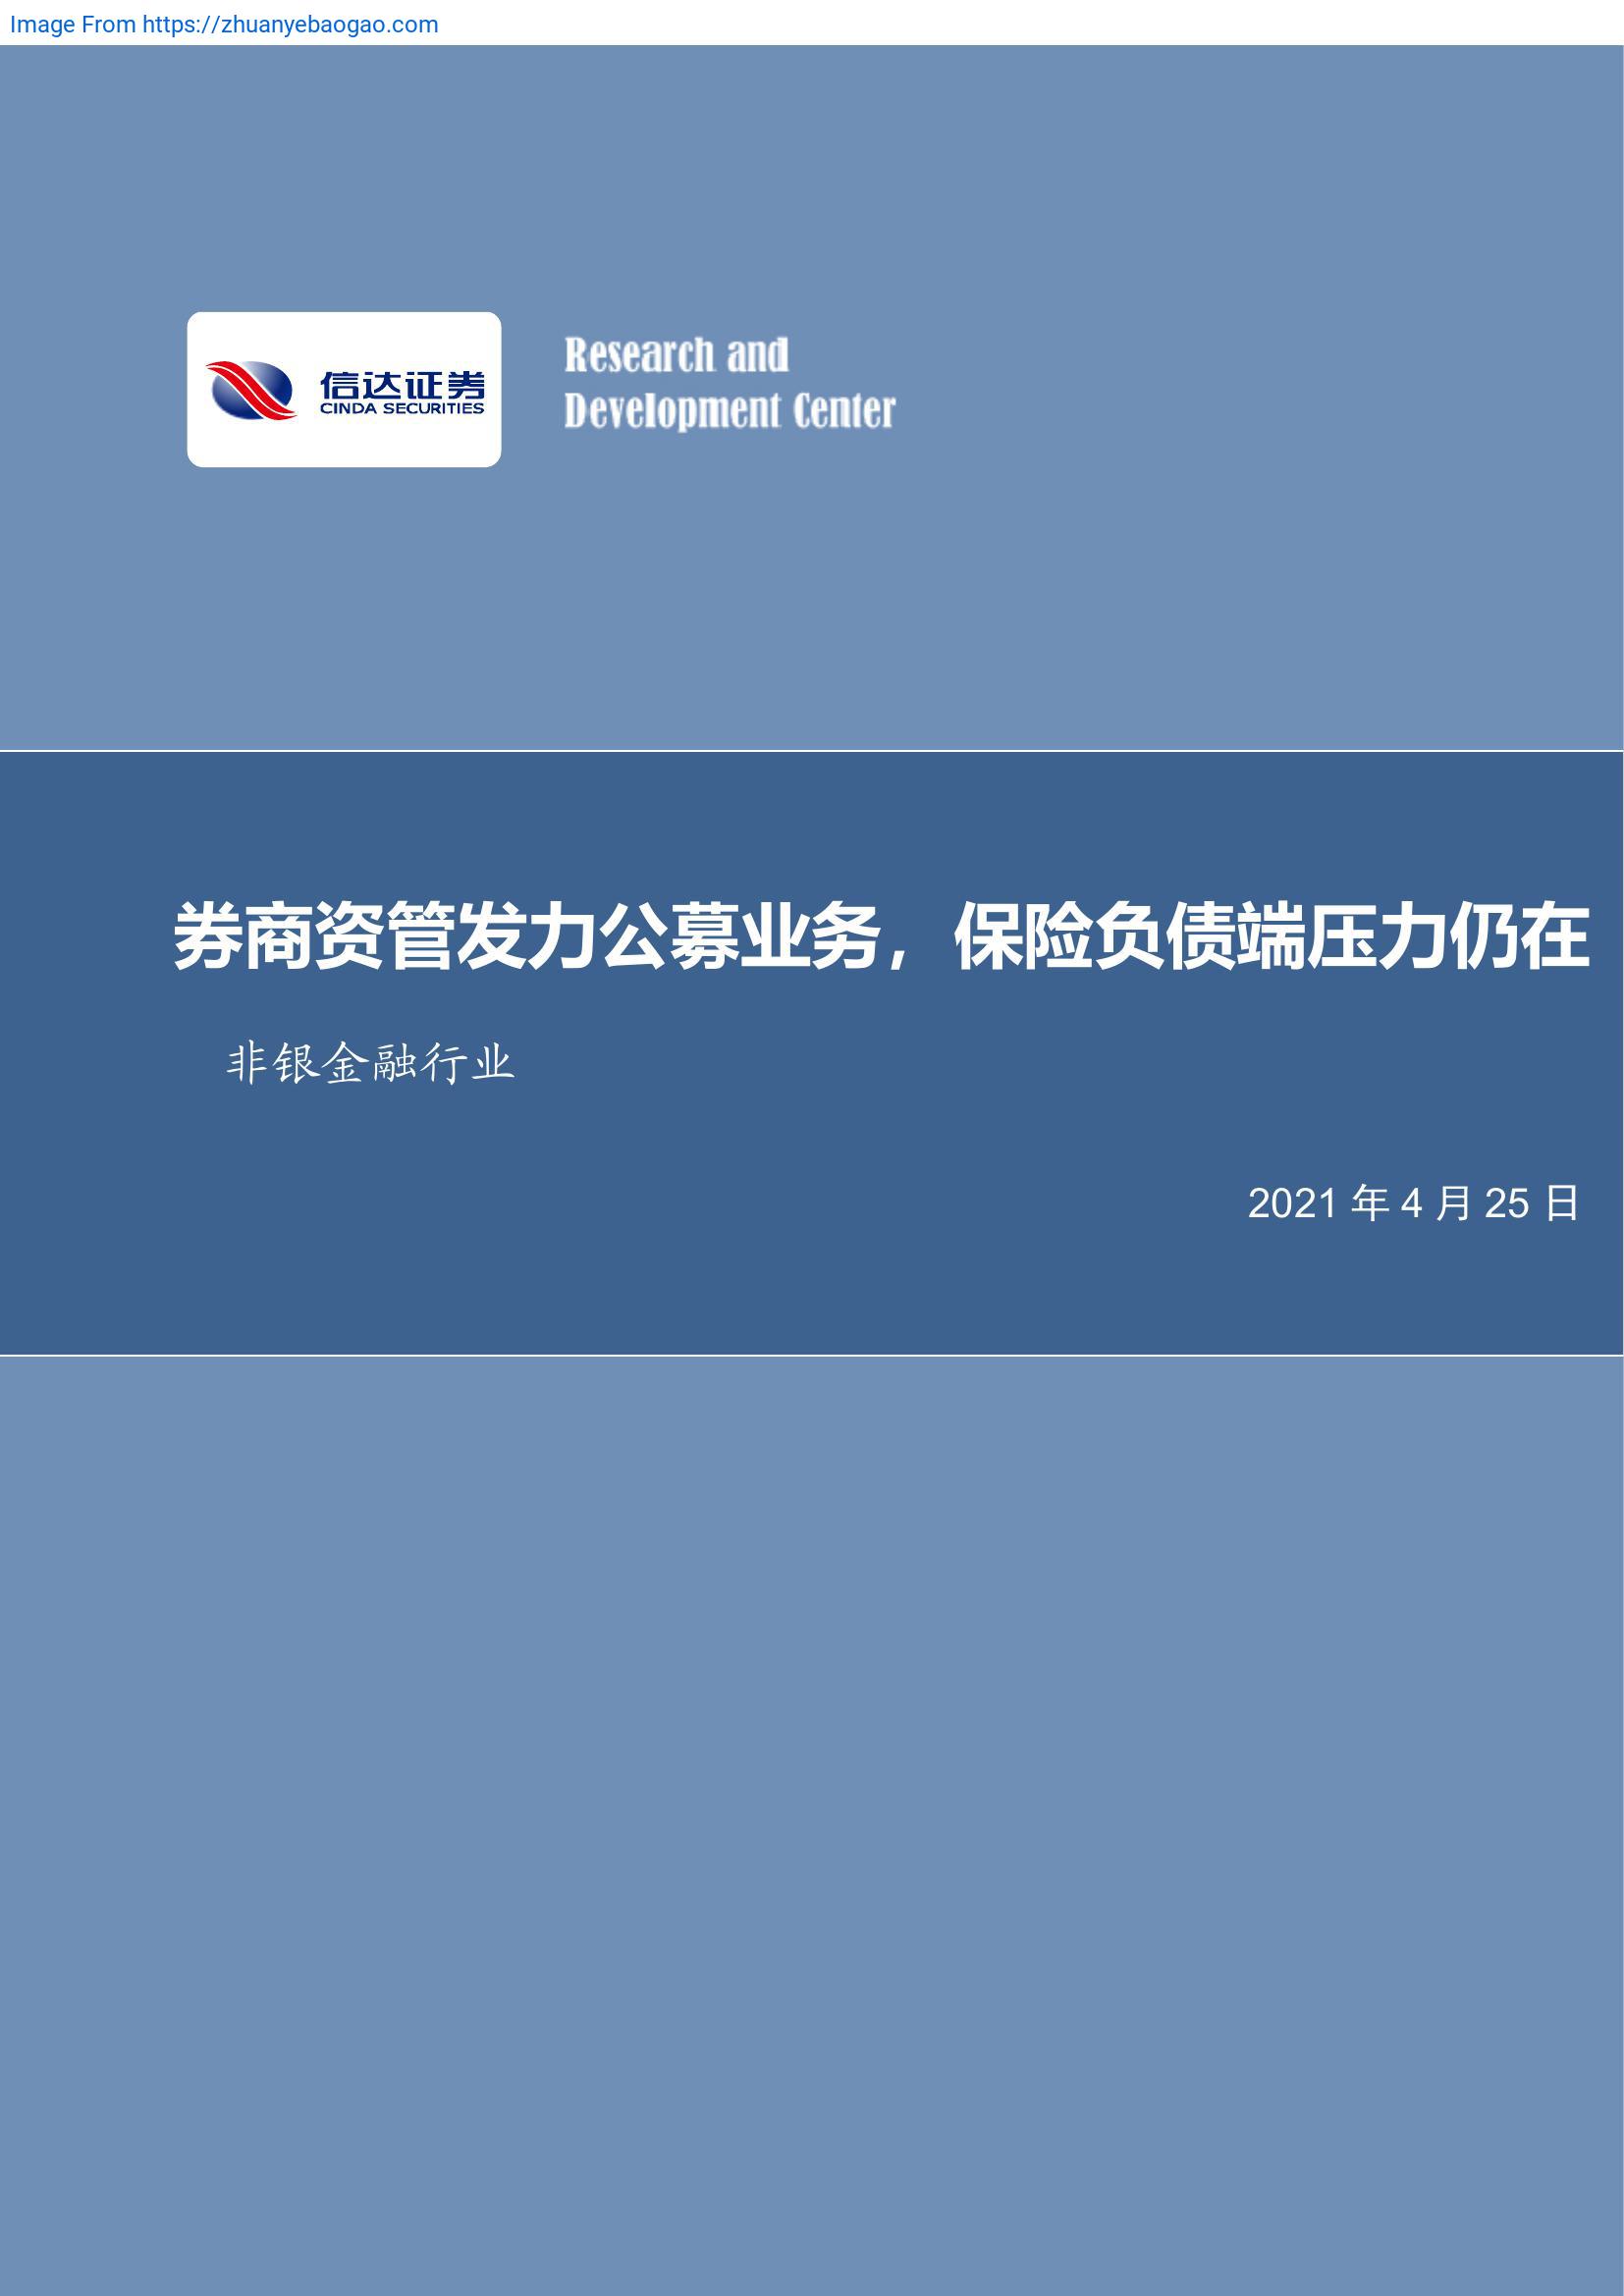 Image From https://zhuanyebaogao.com
信达证券
CINDA SECURITIES
Research and
Development Center
券商资管发力公募业务，保险负债端压力仍在
非银金融行业
2021 年 4 月 25 日